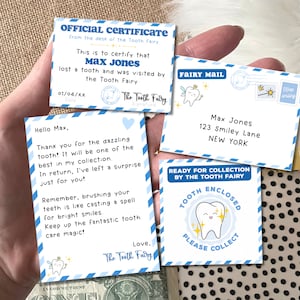 OFFICIAL CERTIFICATE
from the desk of the Tooth Fairy
This is to certify that
MAX JONES
lost a tooth and was visited by
the Tooth Fairy
01/04/XX
The Tooth Fairy
FAIRY MAIL
Max Jones
123 Smiley Lane
NEW YORK
Hello Max,
Thank you for the dazzling
tooth! It will be one of the
best in my collection.
In return, I've left a surprise
just for you!
Remember, brushing your
teeth is like casting a spell
for bright smiles.
Keep up the fantastic tooth
care magic!
Love,
The Tooth Fairy
READY FOR COLLECTION
BY THE TOOTH FAIRY
TOOTH ENCLOSED
PLEASE COLLECT